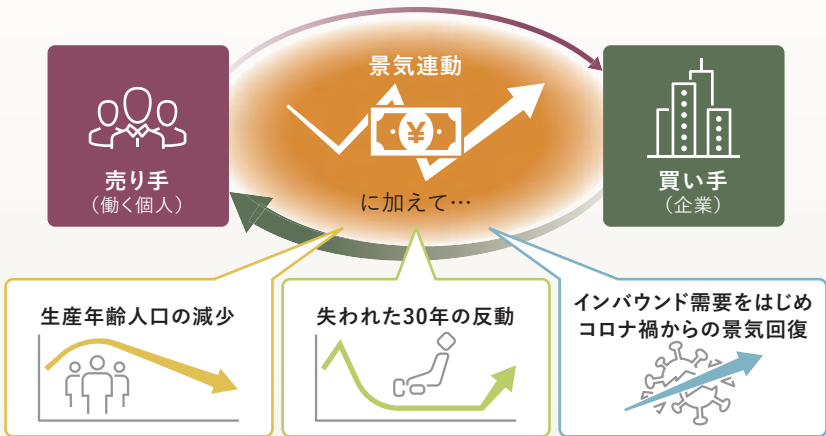 景気連動
¥
売り手
（働く個人）
に加えて…
買い手
（企業）
生産年齢人口の減少
失われた30年の反動
インバウンド需要をはじめ
コロナ禍からの景気回復